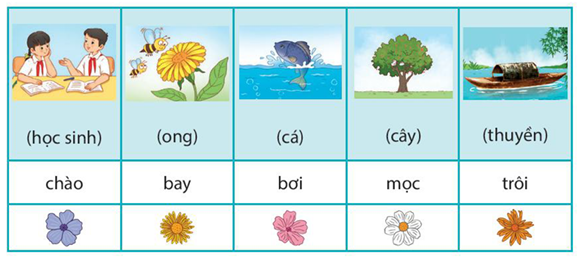 (học sinh) (ong) (cá) (cây) (thuyền)
chào bay bơi mọc trôi